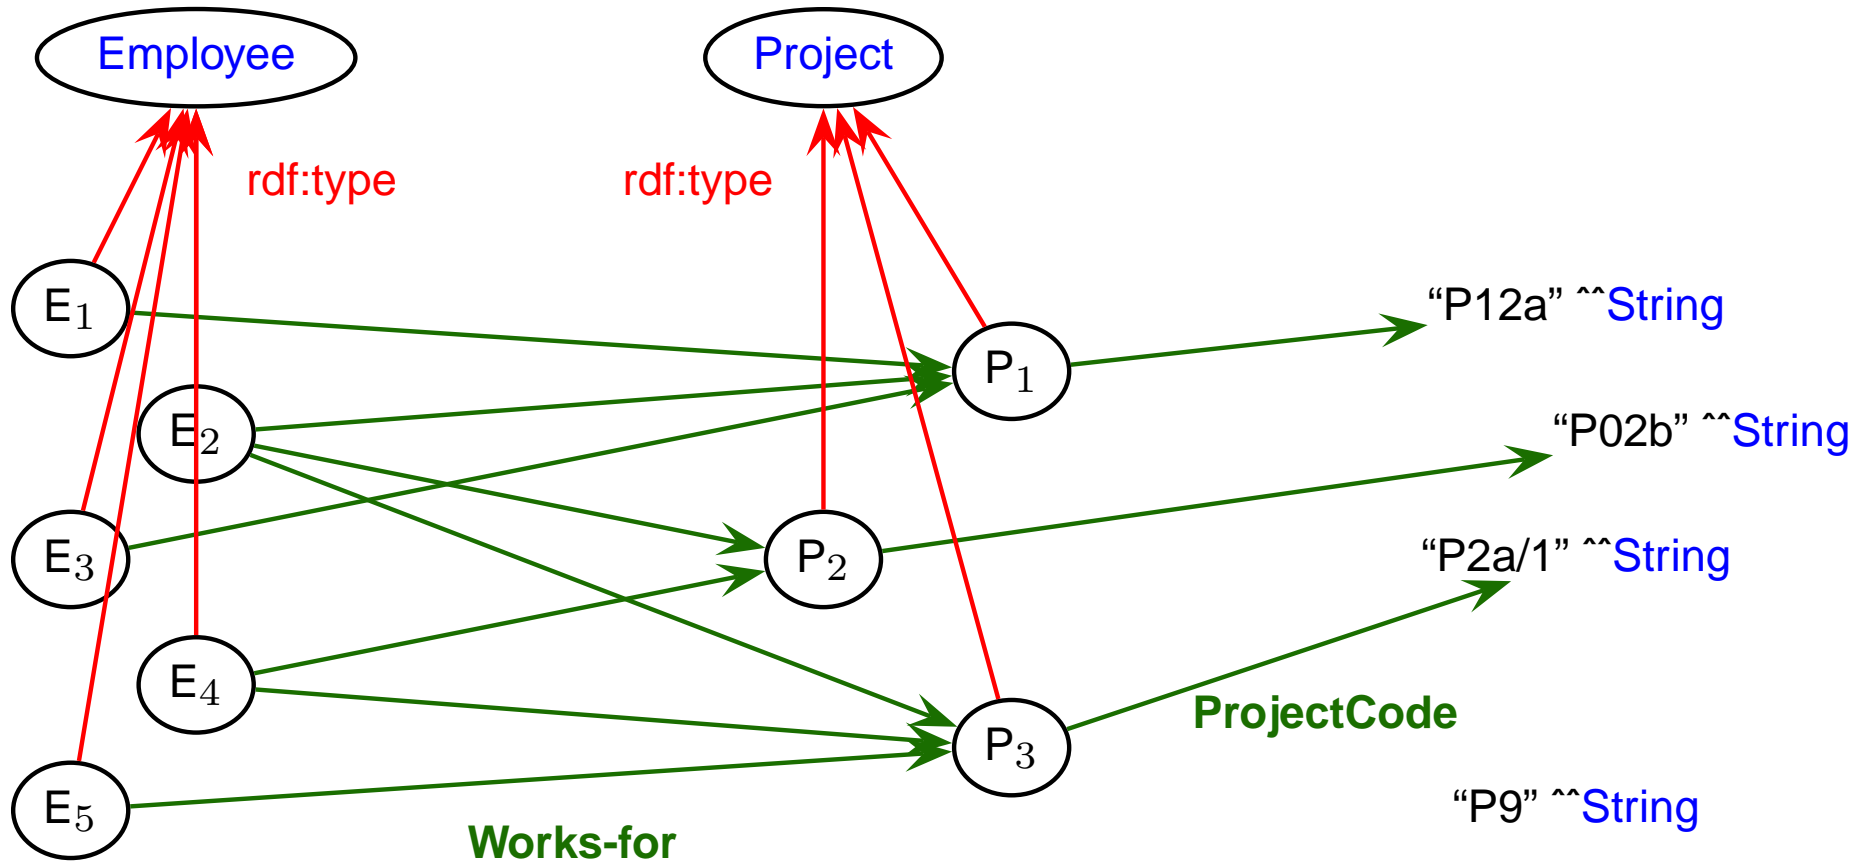 Employee
Project
rdf:type
rdf:type
E1
“P12a” ^^String
P1
E2
“P02b” ^^String
E3
P2
“P2a/1” ^^String
E4
ProjectCode
P3
E5
“P9” ^^String
Works-for